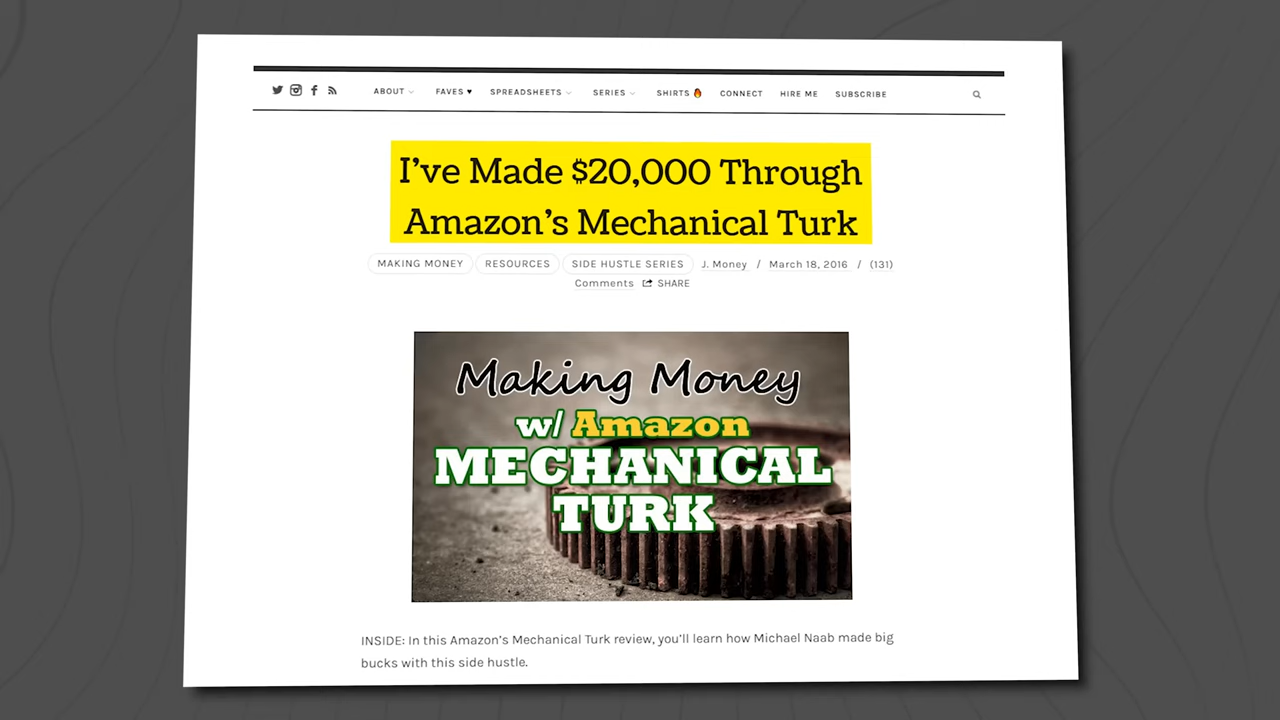 ABOUT FAVES ♥ SPREADSHEETS SERIES SHIRTS CONNECT HIRE ME SUBSCRIBE
I've Made $20,000 Through
Amazon's Mechanical Turk
MAKING MONEY RESOURCES SIDE HUSTLE SERIES J. Money / March 18, 2016 / (131)
Comments SHARE
Making Money
w/ Amazon
MECHANICAL
TURK
INSIDE: In this Amazon's Mechanical Turk review, you'll learn how Michael Naab made big
bucks with this side hustle.